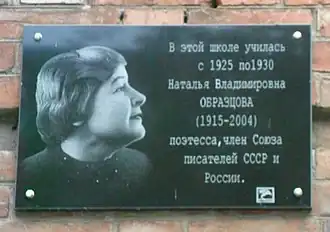 В этой школе училась
с 1925 по1930
Наталья Владимировна
ОБРАЗЦОВА
(1915-2004)
поэтесса,член Союза
писателей СССР и
России.